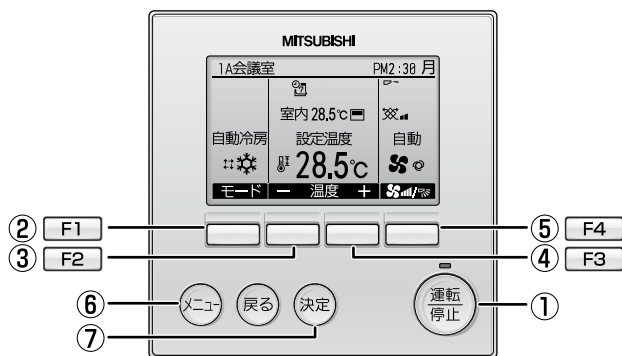 MITSUBISHI
1A会議室 PM2:30 月
室内 28.5℃
自動冷房 設定温度 自動
28.5℃
モード － 温度 ＋
② F1
③ F2
⑤ F4
④ F3
⑥ メニュー 戻る 決定 運転 停止 ①
⑦